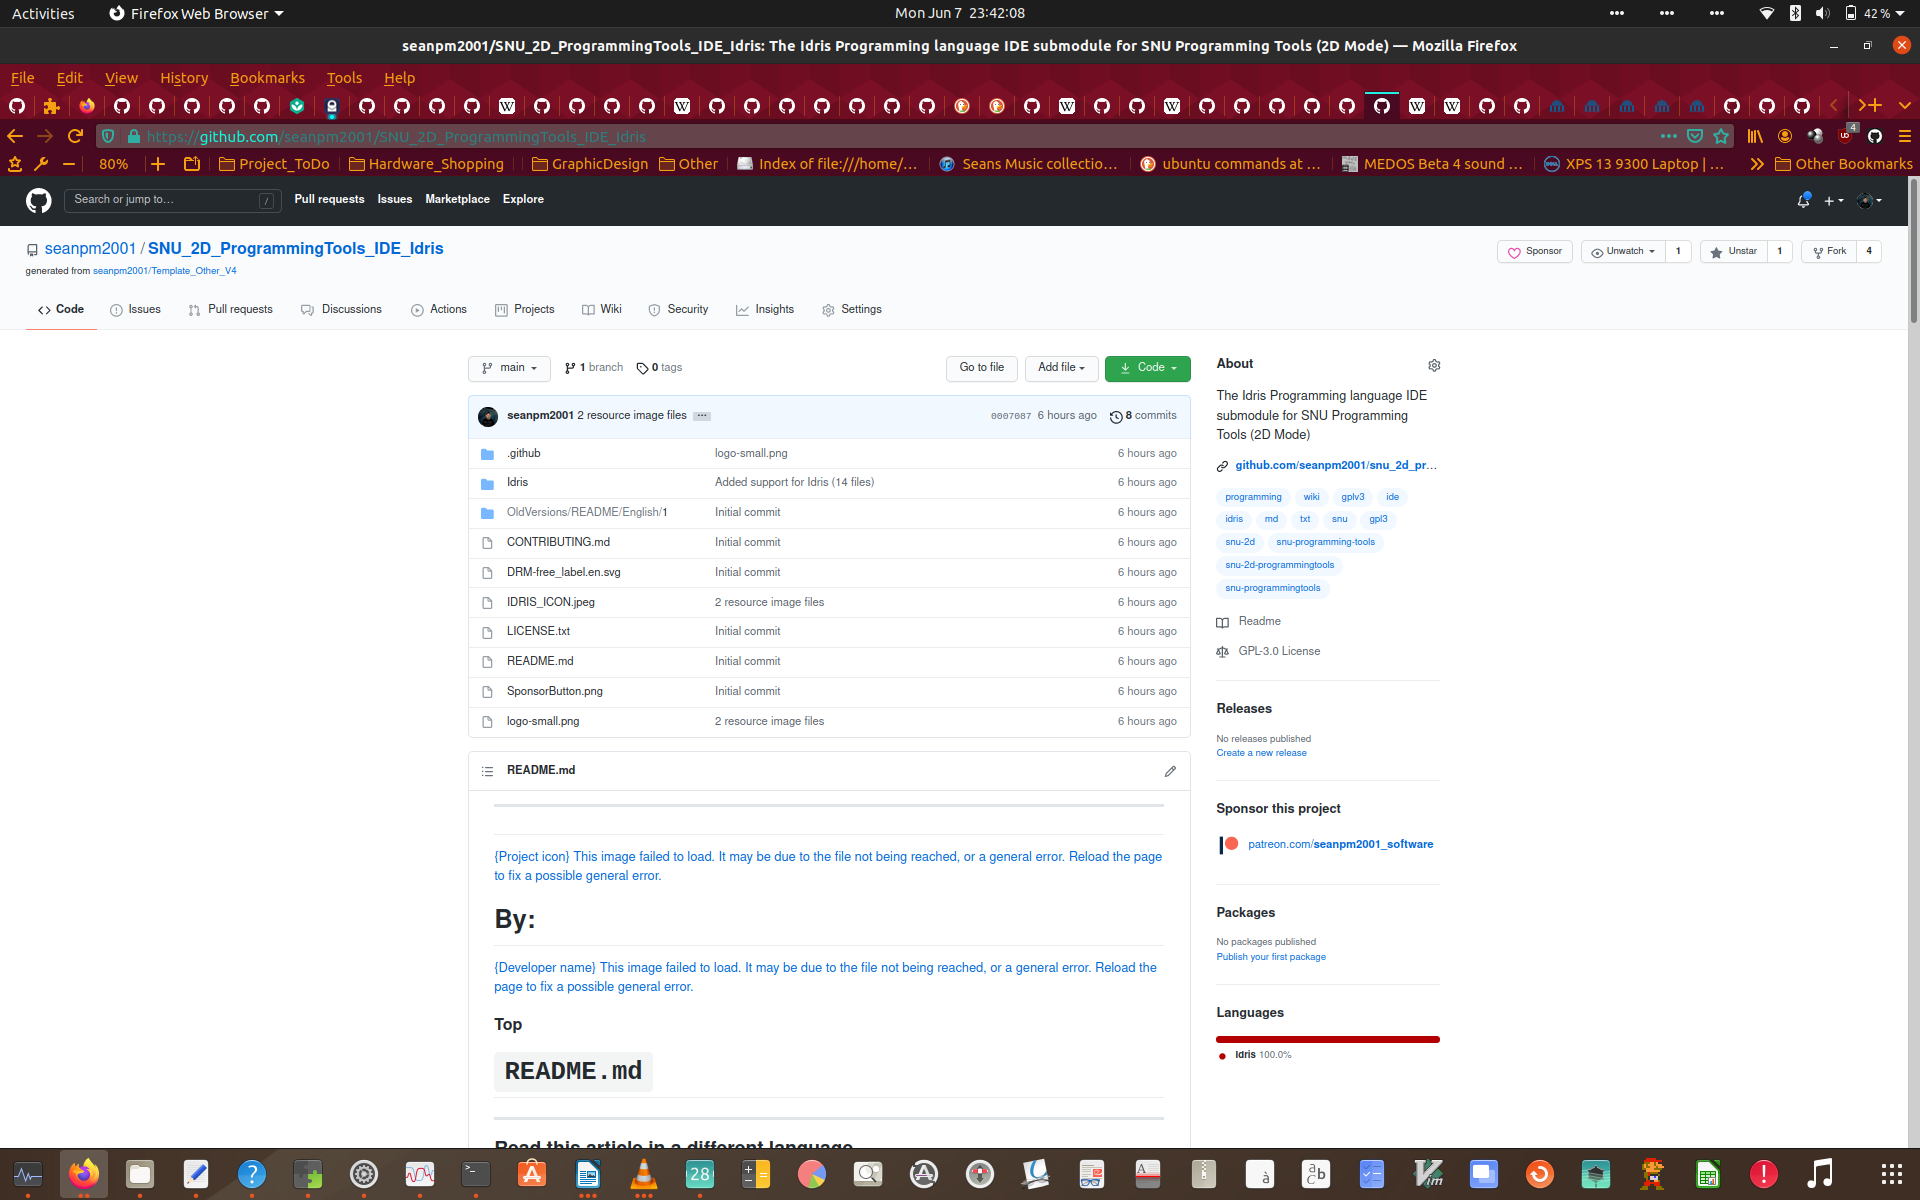 Activities
Firefox Web Browser
Mon Jun 7 23:42:08
42 %
seanpm2001/SNU_2D_ProgrammingTools_IDE_Idris: The Idris Programming language IDE submodule for SNU Programming Tools (2D Mode) — Mozilla Firefox
File Edit View History Bookmarks Tools Help
https://github.com/seanpm2001/SNU_2D_ProgrammingTools_IDE_Idris
4
80%
Project_ToDo
Hardware_Shopping
GraphicDesign
Other
Index of file:///home/…
Seans Music collectio…
ubuntu commands at …
MEDOS Beta 4 sound …
XPS 13 9300 Laptop | …
Other Bookmarks
Search or jump to…
/
Pull requests Issues Marketplace Explore
seanpm2001 / SNU_2D_ProgrammingTools_IDE_Idris
generated from seanpm2001/Template_Other_V4
Sponsor
Unwatch 1
Unstar 1
Fork 4
Code
Issues
Pull requests
Discussions
Actions
Projects
Wiki
Security
Insights
Settings
main
1 branch
0 tags
Go to file
Add file
Code
seanpm2001 2 resource image files …
0007087 6 hours ago 8 commits
.github logo-small.png 6 hours ago
Idris Added support for Idris (14 files) 6 hours ago
OldVersions/README/English/1 Initial commit 6 hours ago
CONTRIBUTING.md Initial commit 6 hours ago
DRM-free_label.en.svg Initial commit 6 hours ago
IDRIS_ICON.jpeg 2 resource image files 6 hours ago
LICENSE.txt Initial commit 6 hours ago
README.md Initial commit 6 hours ago
SponsorButton.png Initial commit 6 hours ago
logo-small.png 2 resource image files 6 hours ago
README.md
{Project icon} This image failed to load. It may be due to the file not being reached, or a general error. Reload the page
to fix a possible general error.
By:
{Developer name} This image failed to load. It may be due to the file not being reached, or a general error. Reload the
page to fix a possible general error.
Top
README.md
Read this article in a different language
About
The Idris Programming language IDE
submodule for SNU Programming
Tools (2D Mode)
github.com/seanpm2001/snu_2d_pr…
programming wiki gplv3 ide
idris md txt snu gpl3
snu-2d snu-programming-tools
snu-2d-programmingtools
snu-programmingtools
Readme
GPL-3.0 License
Releases
No releases published
Create a new release
Sponsor this project
patreon.com/seanpm2001_software
Packages
No packages published
Publish your first package
Languages
Idris 100.0%
28